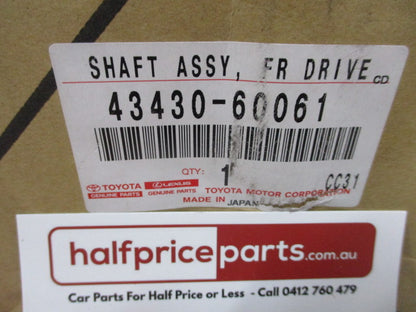 SHAFT ASSY, FR DRIVE CD
43430-60061
QTY: 1 CC31
TOYOTA GENUINE PARTS LEXUS GENUINE PARTS TOYOTA MOTOR CORPORATION
MADE IN JAPAN
halfpriceparts.com.au
Car Parts For Half Price or Less - Call 0412 760 479